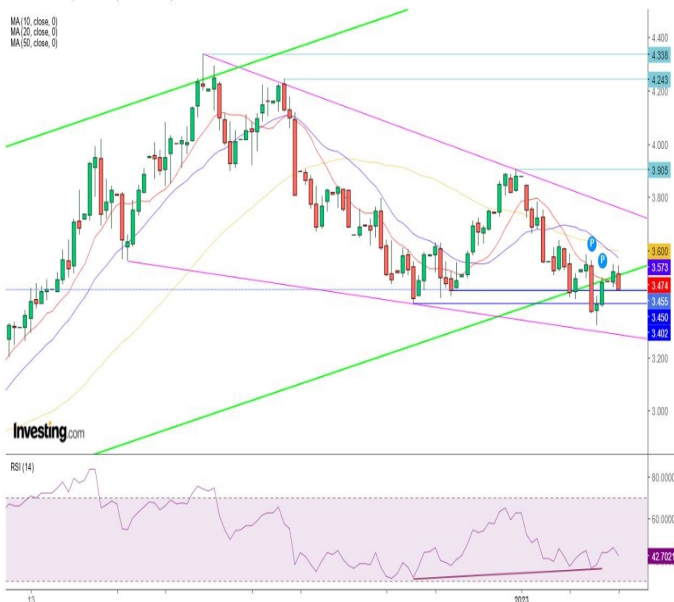 MA (10, close, 0)
MA (20, close, 0)
MA (50, close, 0)
4.400
4.338
4.243
4.200
4.000
3.905
3.800
3.600
P
3.573
P
3.474
3.455
3.450
3.402
3.200
3.000
Investing.com
RSI (14)
80.0000
60.0000
42.7021
13
2023